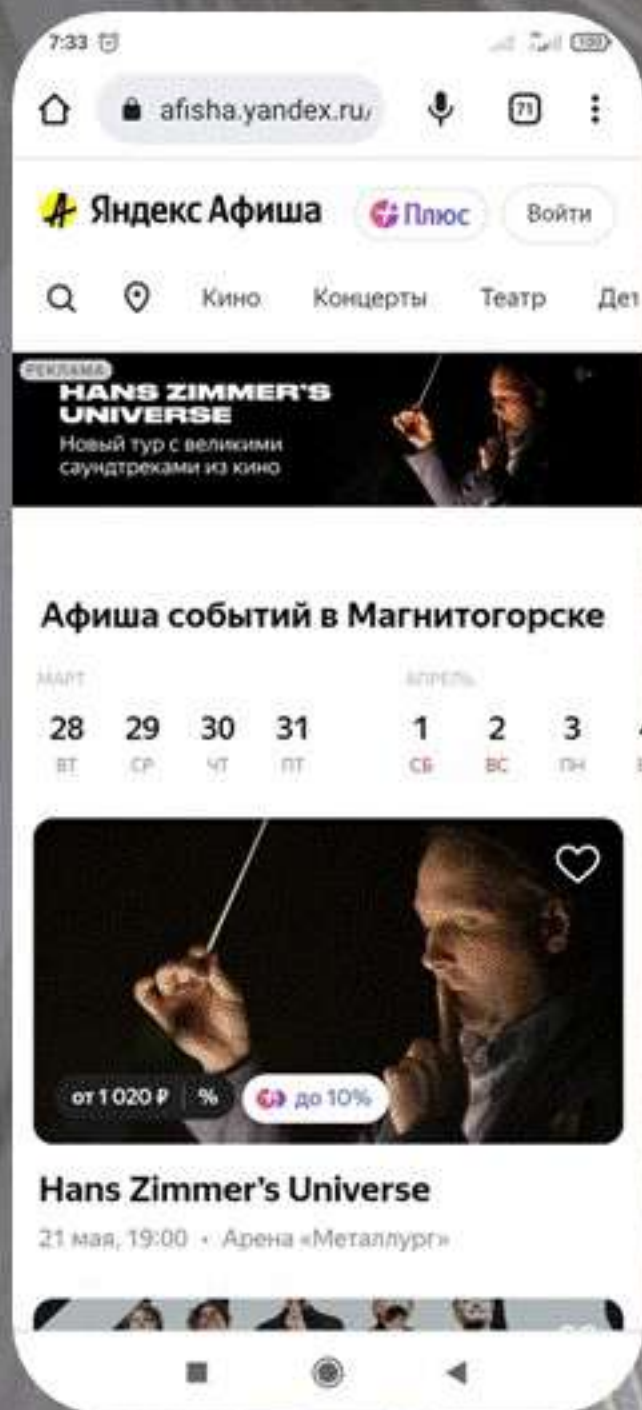 7:33
100
afisha.yandex.ru/
71
Яндекс Афиша
Плюс
Войти
Кино Концерты Театр Дет
РЕКЛАМА
HANS ZIMMER'S
UNIVERSE
Новый тур с великими
саундтреками из кино
Афиша событий в Магнитогорске
МАРТ АПРЕЛЬ
28 29 30 31 1 2 3
ВТ СР ЧТ ПТ СБ ВС ПН
от 1 020 ₽ % до 10%
Hans Zimmer's Universe
21 мая, 19:00 • Арена «Металлург»